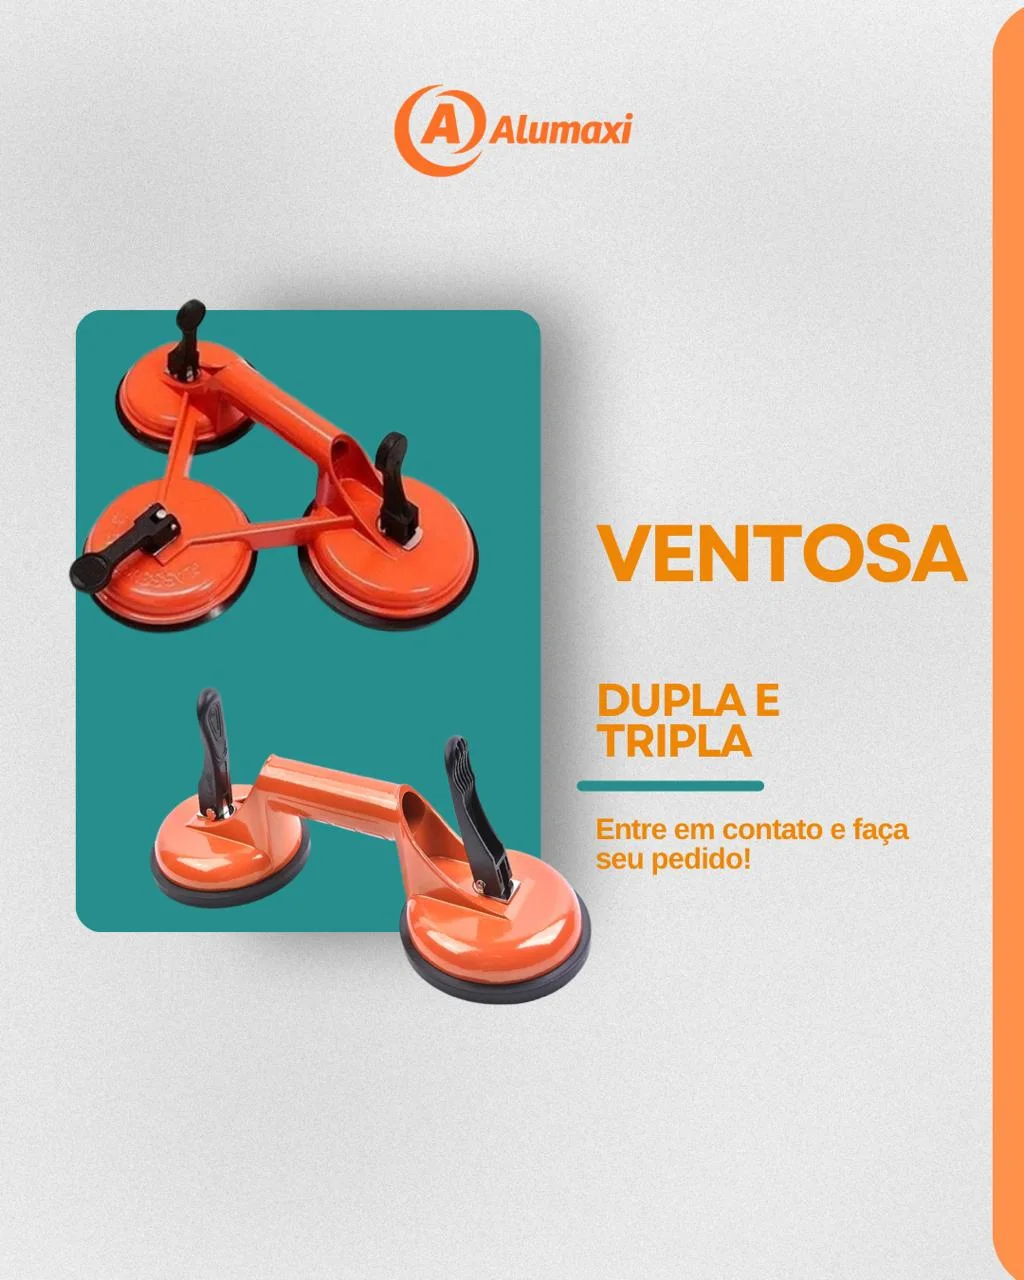 A Alumaxi
VENTOSA
DUPLA E
TRIPLA
Entre em contato e faça
seu pedido!